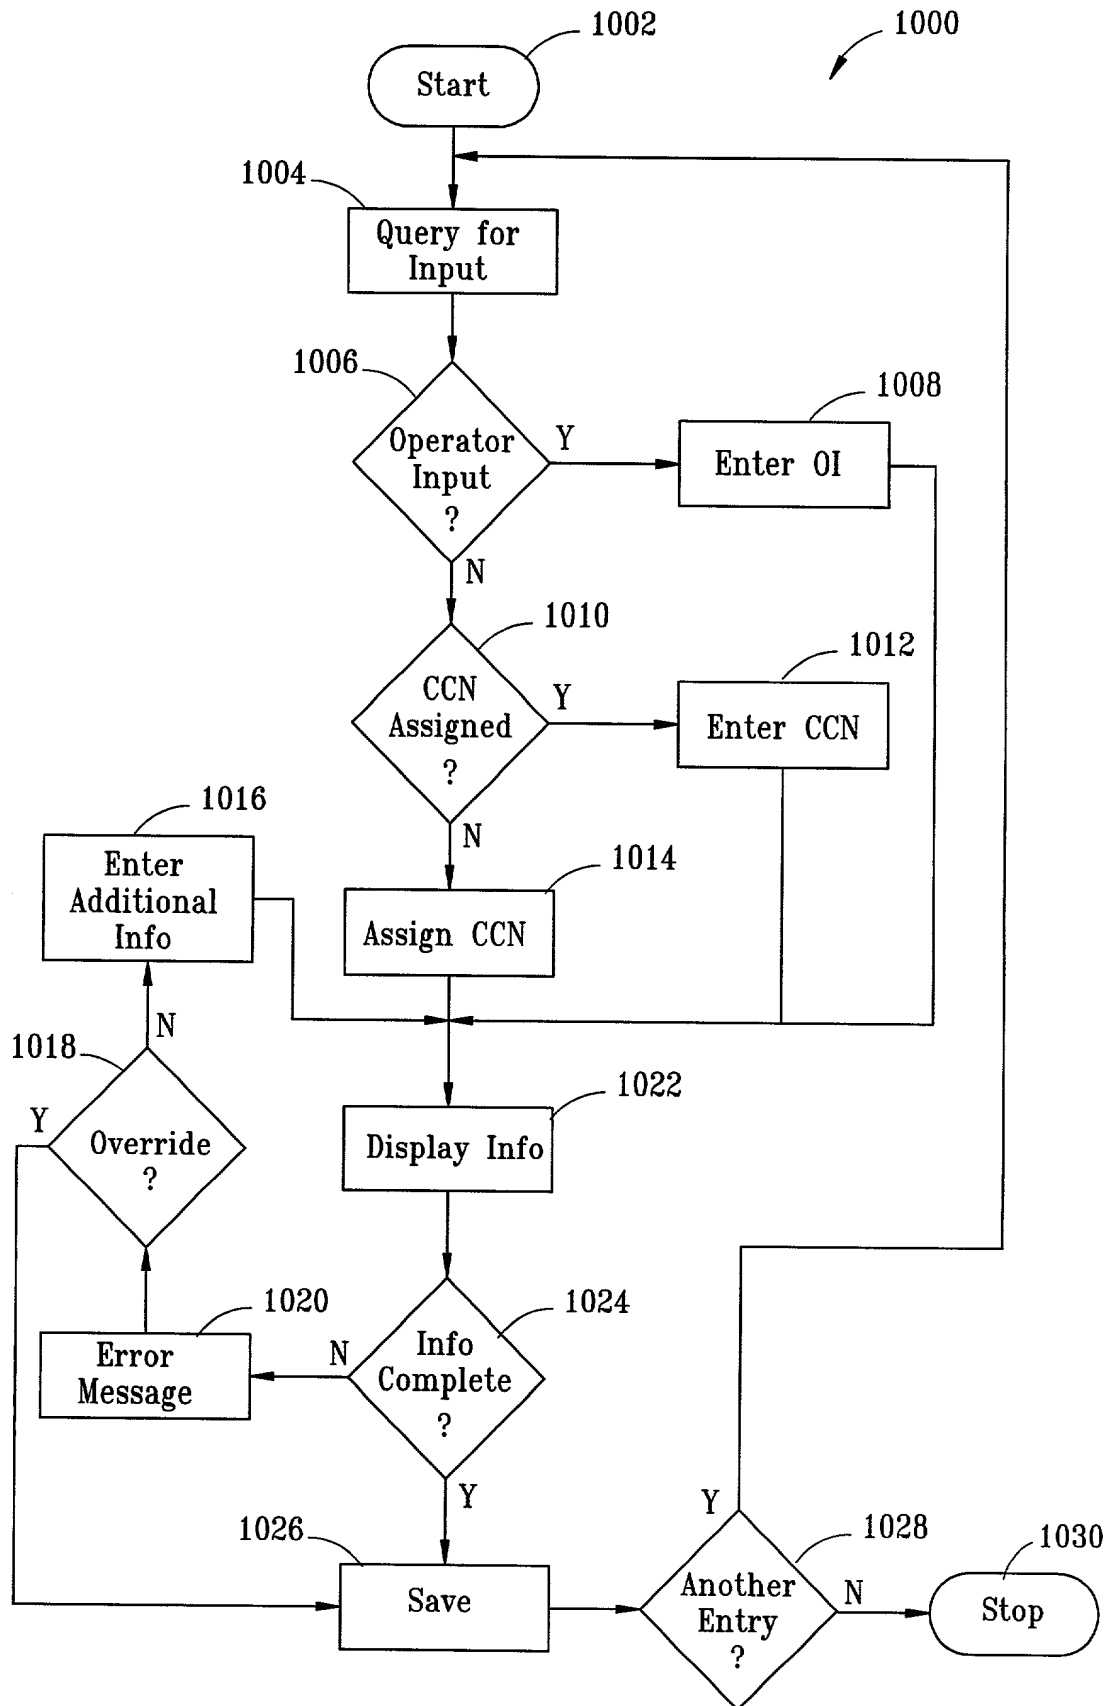 1002
1000
Start
1004
Query for
Input
1006
Operator
Input
?
Y
N
1008
Enter OI
1010
CCN
Assigned
?
Y
N
1012
Enter CCN
1014
Assign CCN
1016
Enter
Additional
Info
N
1018
Y
Override
?
1022
Display Info
1020
Error
Message
1024
Info
Complete
?
N
Y
1026
Save
Y
1028
Another
Entry
?
N
1030
Stop